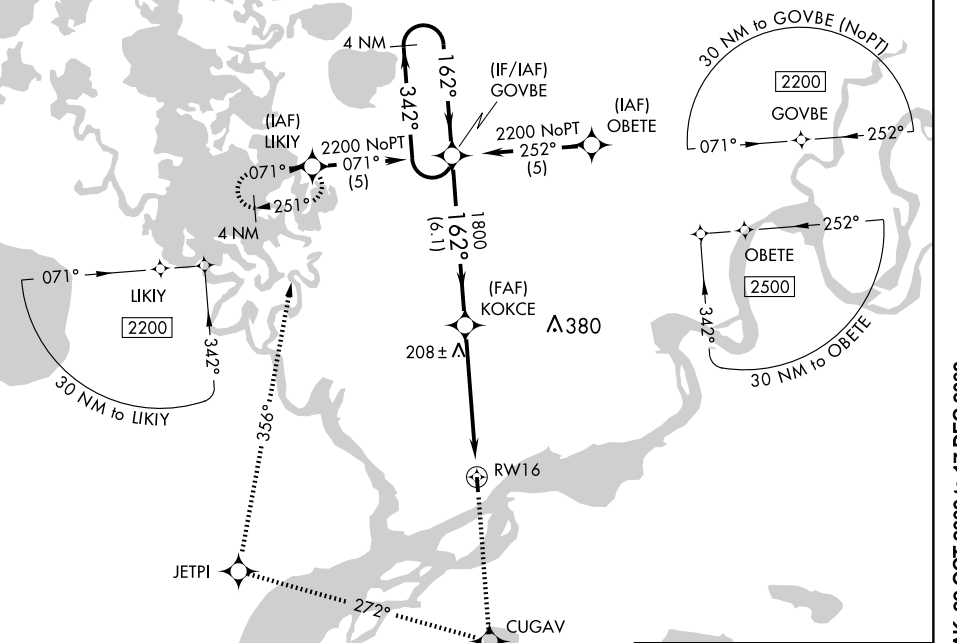 30 NM to GOVBE (NoPT)
2200
GOVBE
071°
252°
4 NM
162°
342°
(IF/IAF)
GOVBE
(IAF)
OBETE
2200 NoPT
252°
(5)
(IAF)
LIKIY
2200 NoPT
071°
(5)
071°
251°
4 NM
1800
162°
(6.1)
(FAF)
KOKCE
380
208±
071°
LIKIY
2200
342°
30 NM to LIKIY
252°
OBETE
2500
342°
30 NM to OBETE
356°
RW16
JETPI
272°
CUGAV